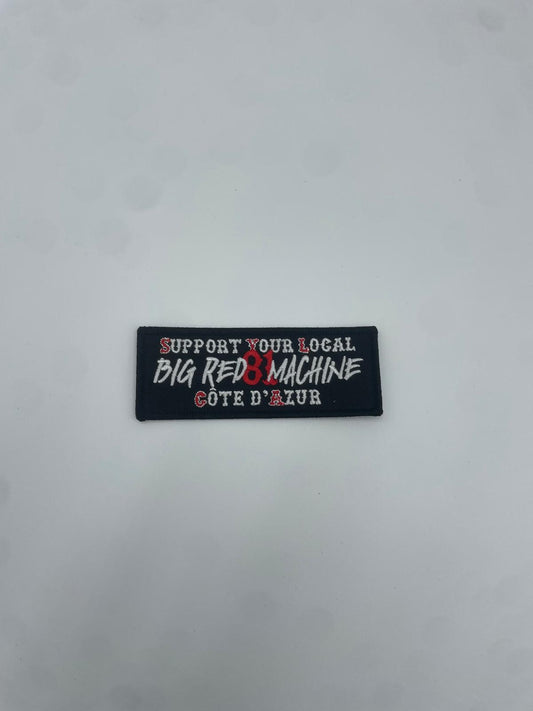 SUPPORT YOUR LOCAL
BIG RED 81 MACHINE
CÔTE D'AZUR